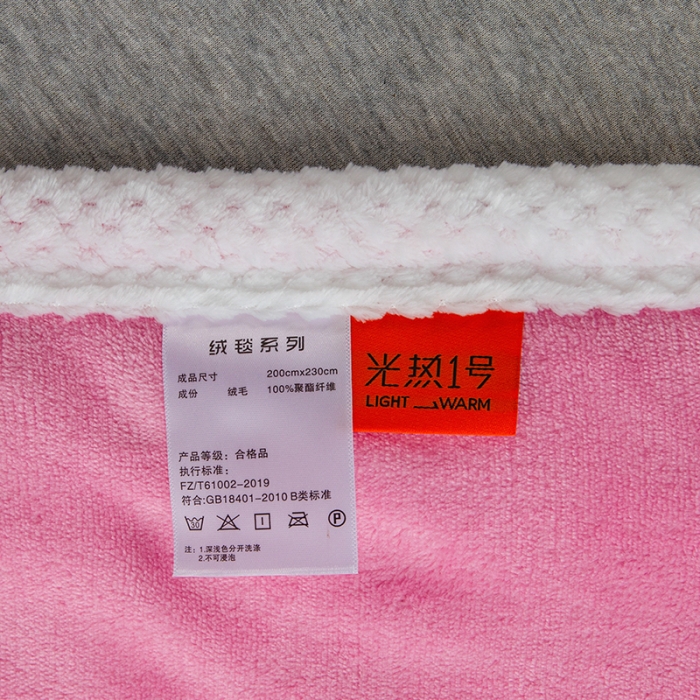 绒毯系列
成品尺寸 200cmx230cm
成份 绒毛 100%聚酯纤维
产品等级：合格品
执行标准：
FZ/T61002-2019
符合:GB18401-2010 B类标准
P
注：1.深浅色分开洗涤
2.不可浸泡
光热1号
LIGHT WARM